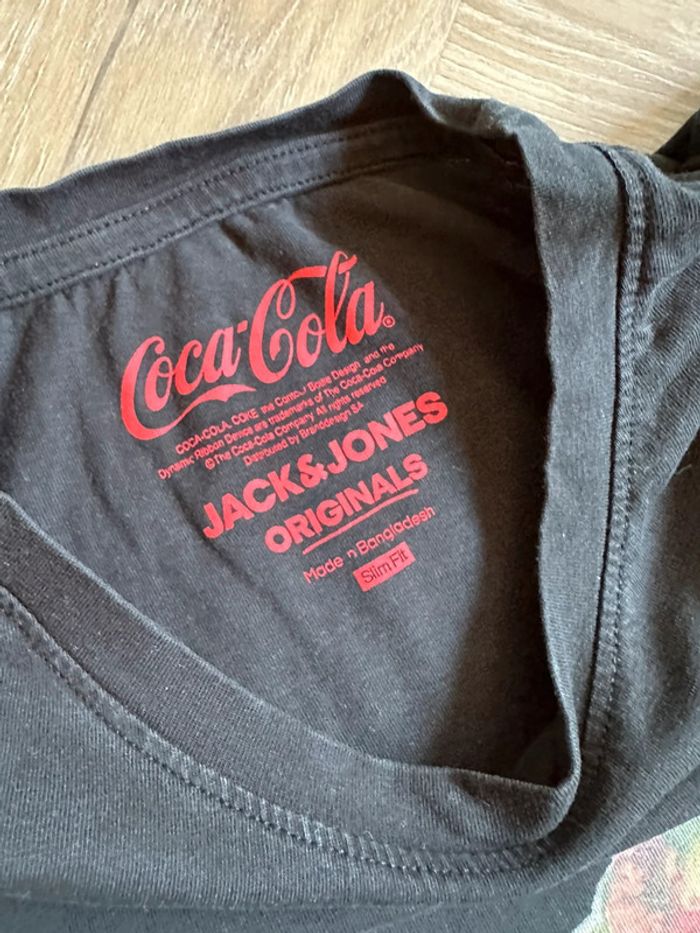 Coca-Cola®
COCA-COLA, COKE, the Contour Bottle Design and the
Dynamic Ribbon Device are trademarks of The Coca-Cola Company
©The Coca-Cola Company. All rights reserved
Distributed by Branddesign SA
JACK&JONES
ORIGINALS
Made in Bangladesh
Slim Fit